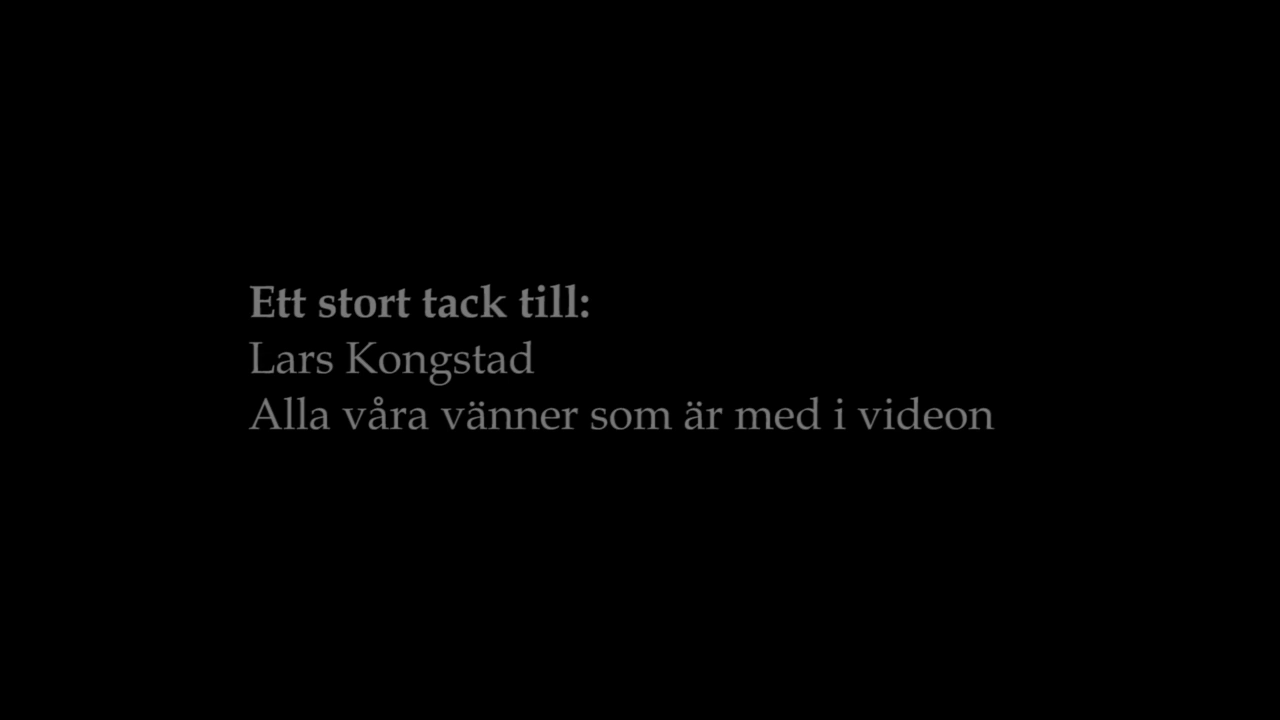 Ett stort tack till:
Lars Kongstad
Alla våra vänner som är med i videon